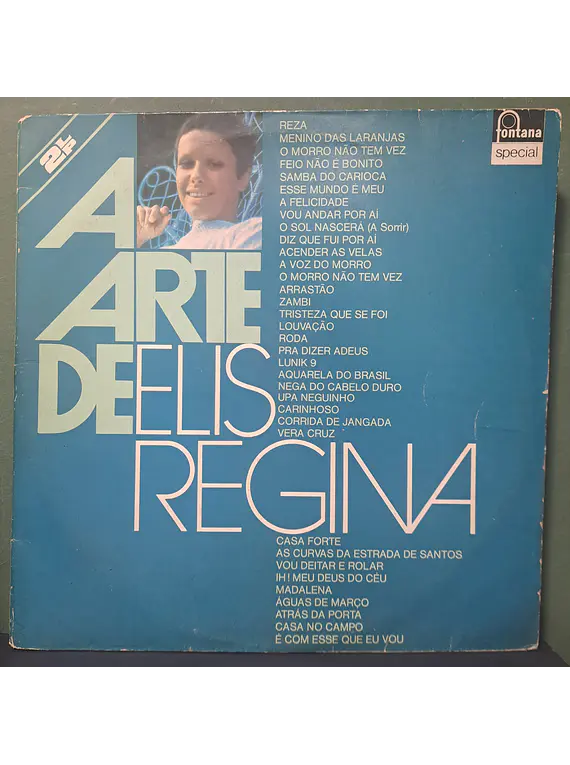 2LP
fontana
special
A
ARTE
DE ELIS
REGINA
REZA
MENINO DAS LARANJAS
O MORRO NÃO TEM VEZ
FEIO NÃO É BONITO
SAMBA DO CARIOCA
ESSE MUNDO É MEU
A FELICIDADE
VOU ANDAR POR AÍ
O SOL NASCERÁ (A Sorrir)
DIZ QUE FUI POR AÍ
ACENDER AS VELAS
A VOZ DO MORRO
O MORRO NÃO TEM VEZ
ARRASTÃO
ZAMBI
TRISTEZA QUE SE FOI
LOUVAÇÃO
RODA
PRA DIZER ADEUS
LUNIK 9
AQUARELA DO BRASIL
NEGA DO CABELO DURO
UPA NEGUINHO
CARINHOSO
CORRIDA DE JANGADA
VERA CRUZ
CASA FORTE
AS CURVAS DA ESTRADA DE SANTOS
VOU DEITAR E ROLAR
IH! MEU DEUS DO CÉU
MADALENA
ÁGUAS DE MARÇO
ATRÁS DA PORTA
CASA NO CAMPO
É COM ESSE QUE EU VOU